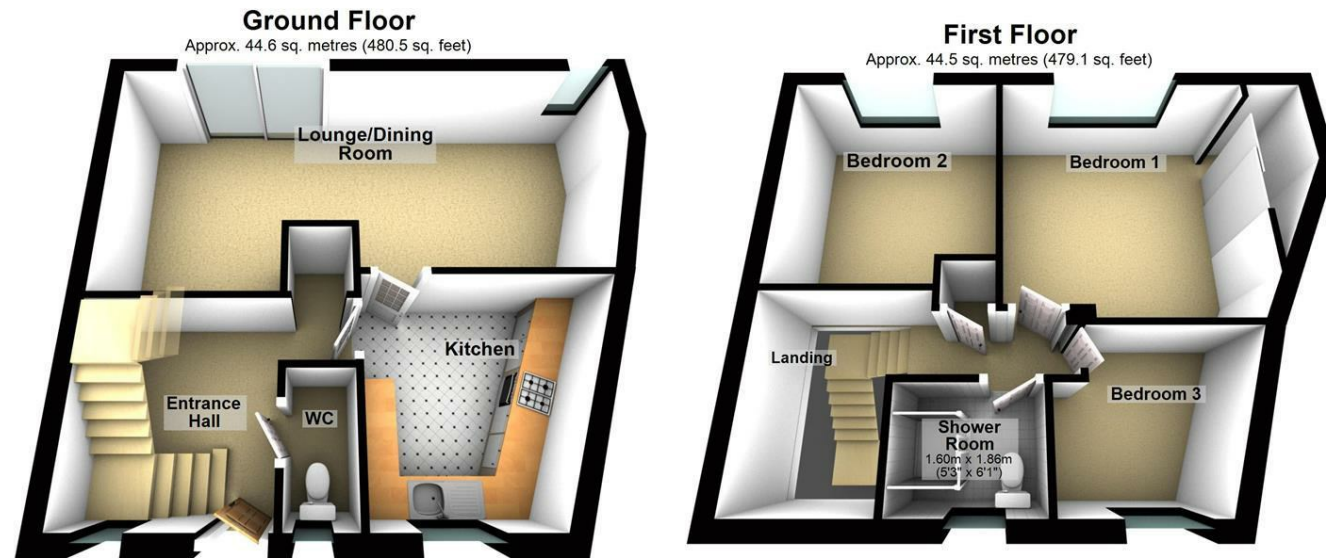 Ground Floor
Approx. 44.6 sq. metres (480.5 sq. feet)
Lounge/Dining
Room
Kitchen
Entrance
Hall
WC
First Floor
Approx. 44.5 sq. metres (479.1 sq. feet)
Bedroom 2
Bedroom 1
Landing
Bedroom 3
Shower
Room
1.60m x 1.86m
(5'3" x 6'1")